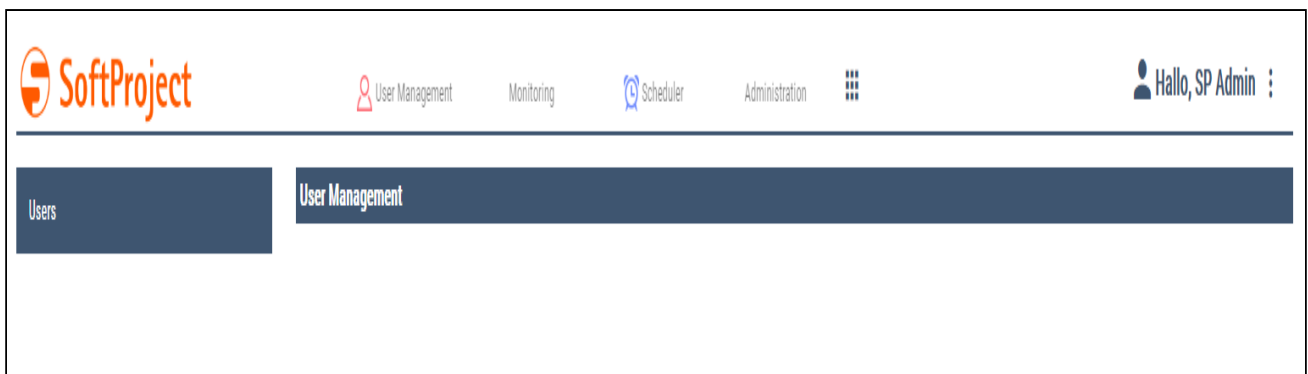 SoftProject
User Management Monitoring Scheduler Administration
Hallo, SP Admin
Users
User Management